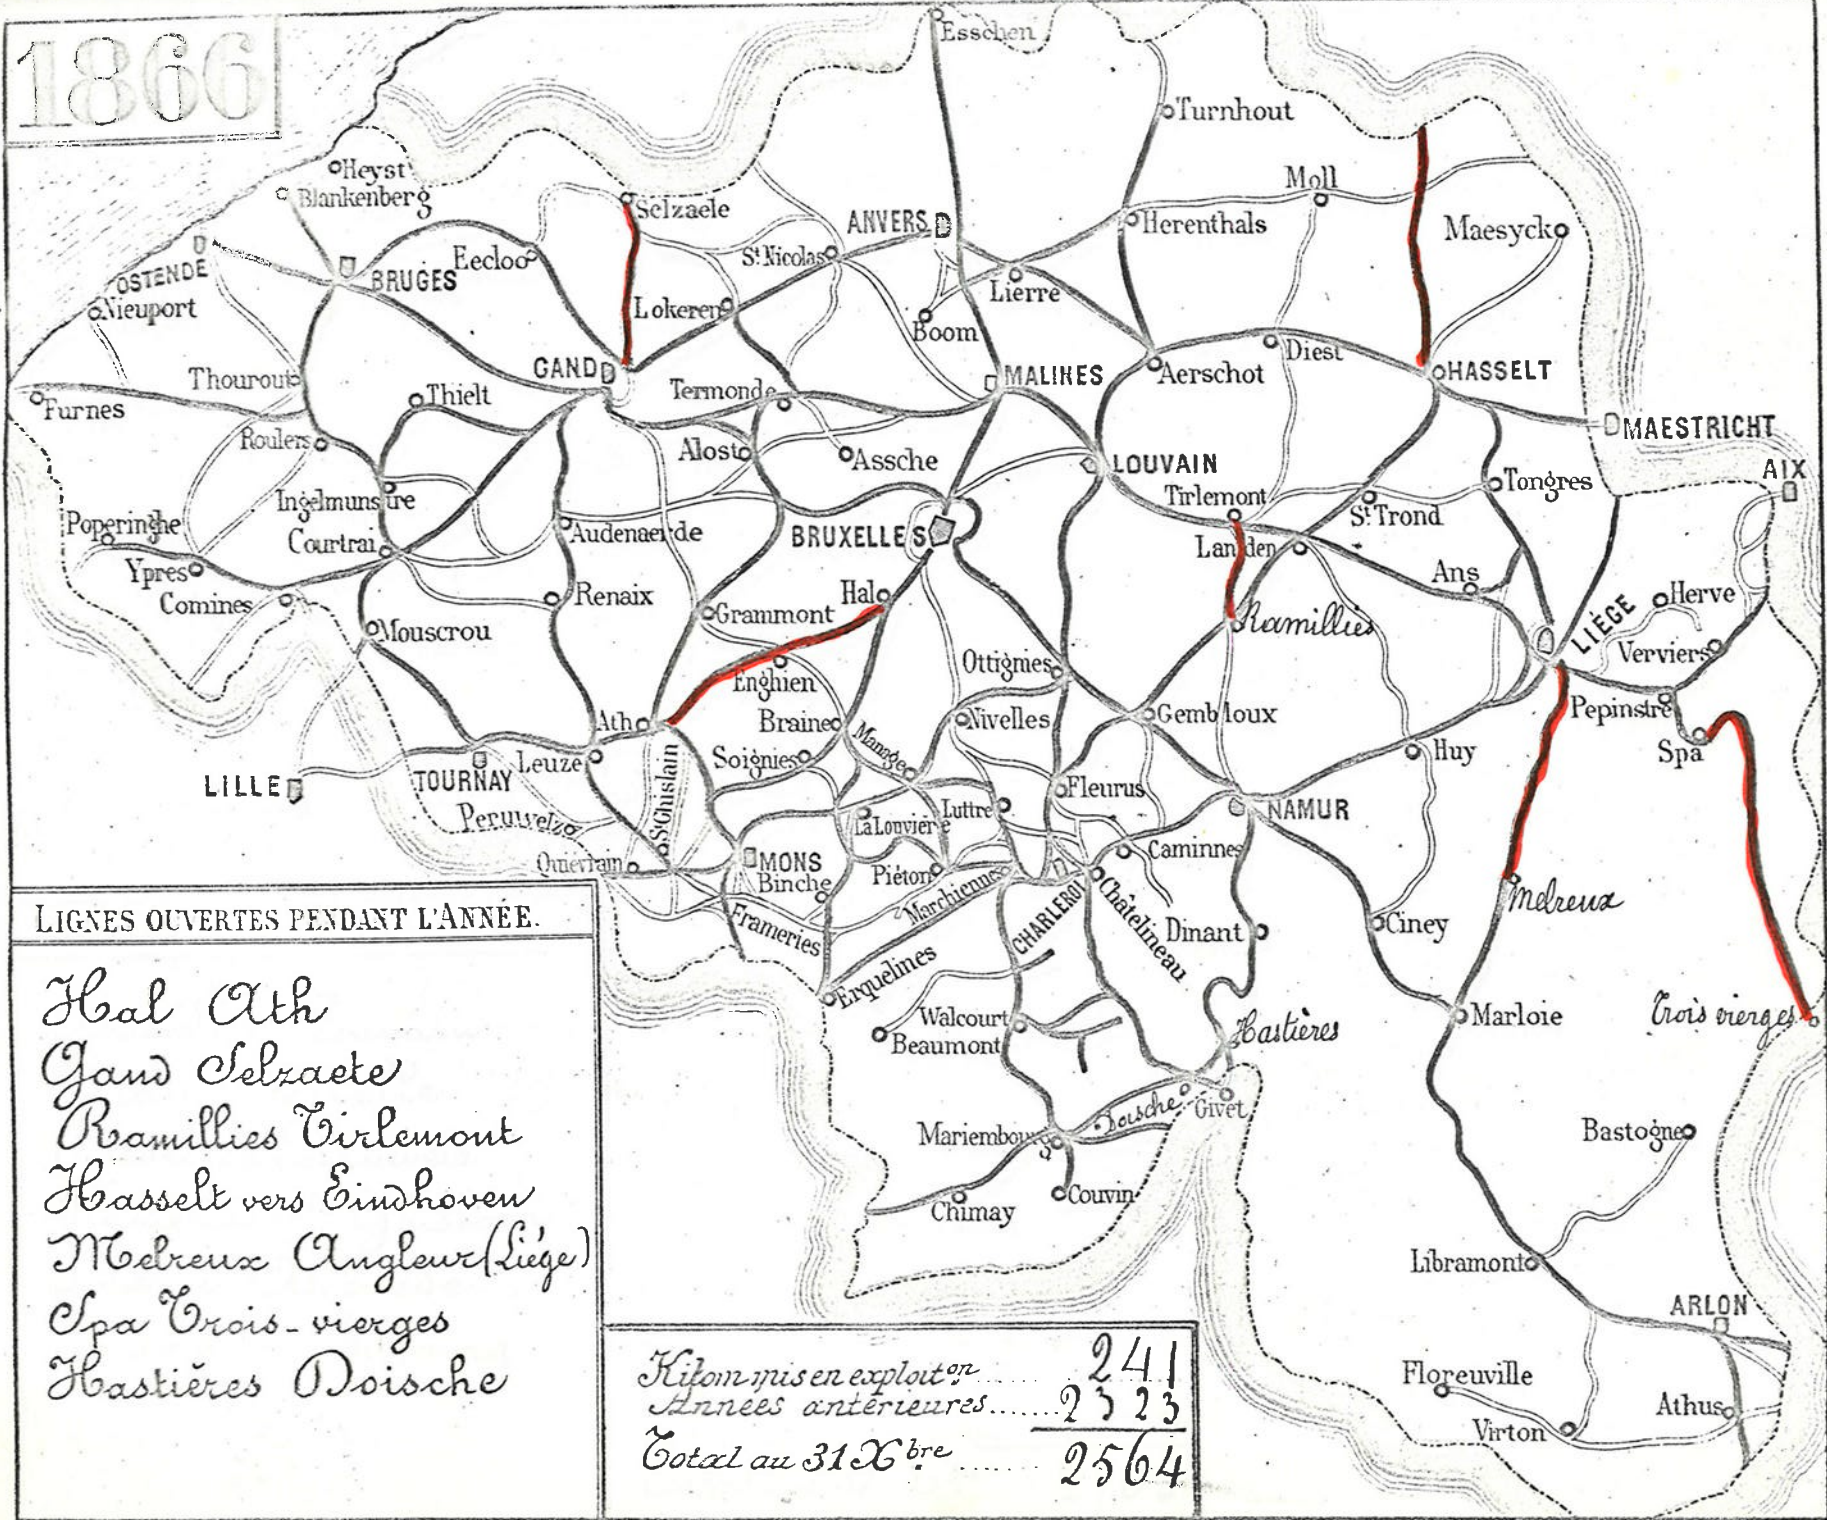 1866
Esschen
Turnhout
Heyst
Blankenberg
Moll
Selzaele
ANVERS
Herenthals
Maesyck
OSTENDE
BRUGES
Eecloo
St Nicolas
Nieuport
Lokeren
Lierre
Boom
Thourout
GAND
Termonde
MALINES
Aerschot
Diest
HASSELT
Furnes
Thielt
Roulers
Alost
Assche
LOUVAIN
MAESTRICHT
AIX
Ingelmunstre
Tirlemont
St Trond
Tongres
Poperinghe
Courtrai
Audenaerde
BRUXELLES
Landen
Ypres
Comines
Renaix
Grammont
Hal
Ans
Herve
Mouscrou
Ramillies
LIÈGE
Verviers
Enghien
Ottignies
Ath
Braine
Manage
Nivelles
Gembloux
Pepinstre
Spa
LILLE
TOURNAY
Leuze
St Ghislain
Soignies
Huy
Peruwelz
La Louvière
Luttre
Fleurus
NAMUR
Quievrain
MONS
Binche
Piéton
Caminnes
Marchiennes
CHARLEROI
Châtelineau
Frameries
Dinant
Ciney
Melreux
Erquelines
Walcourt
Beaumont
Hastières
Marloie
Trois vierges
Doische
Givet
Mariembourg
Bastogne
Chimay
Couvin
Libramont
ARLON
Floreuville
Virton
Athus
LIGNES OUVERTES PENDANT L'ANNÉE.
Hal Ath
Gand Selzaete
Ramillies Tirlemont
Hasselt vers Eindhoven
Melreux Angleur (Liége)
Spa Trois-vierges
Hastières Doische
Kilom mis en exploiton ...... 241
Années antérieures ...... 2323
Total au 31 Xbre ...... 2564